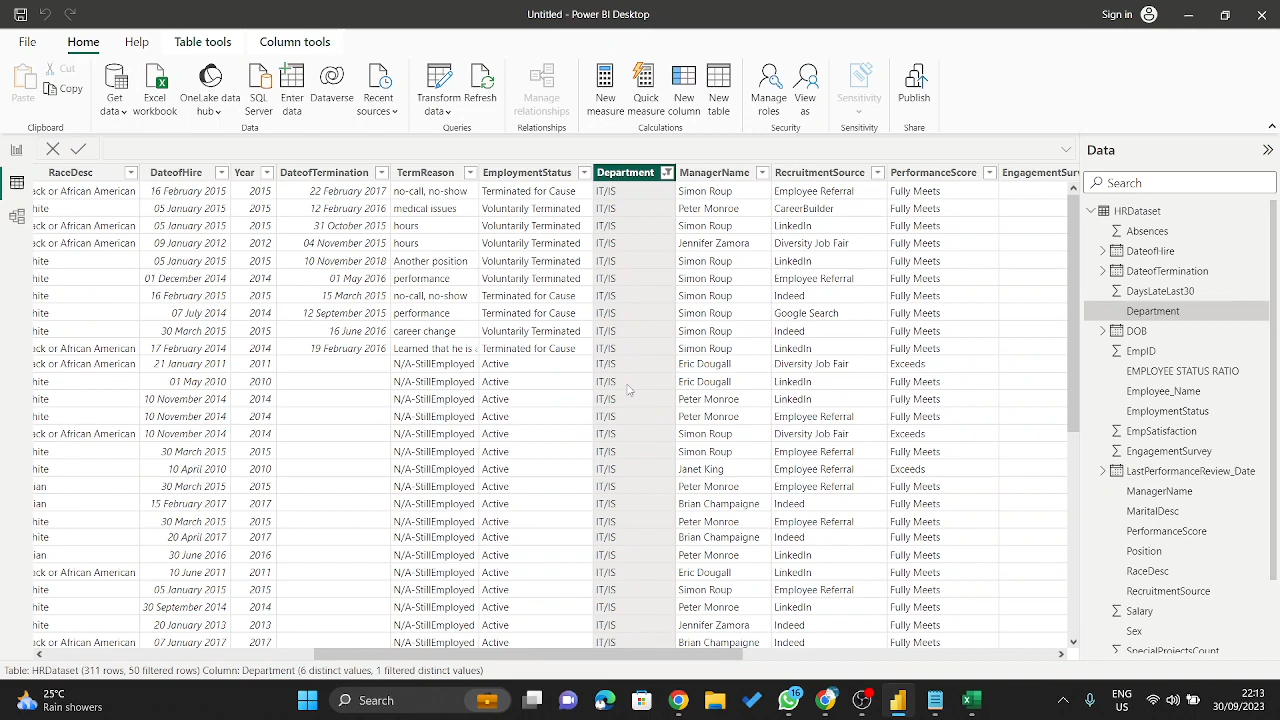 Untitled - Power BI Desktop
Sign in
File Home Help Table tools Column tools
Paste Cut Copy
Get data Excel workbook OneLake data hub SQL Server Enter data Dataverse Recent sources
Transform data Refresh
Manage relationships
New measure Quick measure New column New table
Manage roles View as
Sensitivity
Publish
Clipboard Data Queries Relationships Calculations Security Sensitivity Share
RaceDesc DateofHire Year DateofTermination TermReason EmploymentStatus Department ManagerName RecruitmentSource PerformanceScore EngagementSurv
ck or African American 16 February 2015 2015 22 February 2017 no-call, no-show Terminated for Cause IT/IS Simon Roup Employee Referral Fully Meets
hite 05 January 2015 2015 12 February 2016 medical issues Voluntarily Terminated IT/IS Peter Monroe CareerBuilder Fully Meets
ck or African American 05 January 2015 2015 31 October 2015 hours Voluntarily Terminated IT/IS Simon Roup LinkedIn Fully Meets
ck or African American 09 January 2012 2012 04 November 2015 hours Voluntarily Terminated IT/IS Jennifer Zamora Diversity Job Fair Fully Meets
hite 05 January 2015 2015 10 November 2018 Another position Voluntarily Terminated IT/IS Simon Roup LinkedIn Fully Meets
hite 01 December 2014 2014 01 May 2016 performance Voluntarily Terminated IT/IS Simon Roup Employee Referral Fully Meets
ck or African American 16 February 2015 2015 15 March 2015 no-call, no-show Terminated for Cause IT/IS Simon Roup Indeed Fully Meets
hite 07 July 2014 2014 12 September 2015 performance Terminated for Cause IT/IS Simon Roup Google Search Fully Meets
hite 30 March 2015 2015 16 June 2016 career change Voluntarily Terminated IT/IS Simon Roup Indeed Fully Meets
ck or African American 17 February 2014 2014 19 February 2016 Learned that he is a Terminated for Cause IT/IS Simon Roup LinkedIn Fully Meets
ck or African American 21 January 2011 2011 N/A-StillEmployed Active IT/IS Eric Dougall Diversity Job Fair Exceeds
hite 01 May 2010 2010 N/A-StillEmployed Active IT/IS Eric Dougall LinkedIn Fully Meets
hite 10 November 2014 2014 N/A-StillEmployed Active IT/IS Peter Monroe LinkedIn Fully Meets
hite 10 November 2014 2014 N/A-StillEmployed Active IT/IS Peter Monroe Employee Referral Fully Meets
ck or African American 10 November 2014 2014 N/A-StillEmployed Active IT/IS Simon Roup Diversity Job Fair Exceeds
hite 30 March 2015 2015 N/A-StillEmployed Active IT/IS Simon Roup Employee Referral Fully Meets
hite 10 April 2010 2010 N/A-StillEmployed Active IT/IS Janet King Employee Referral Exceeds
ian 30 March 2015 2015 N/A-StillEmployed Active IT/IS Peter Monroe Employee Referral Fully Meets
ian 15 February 2017 2017 N/A-StillEmployed Active IT/IS Brian Champaigne Indeed Fully Meets
hite 30 March 2015 2015 N/A-StillEmployed Active IT/IS Peter Monroe Employee Referral Fully Meets
hite 20 April 2017 2017 N/A-StillEmployed Active IT/IS Brian Champaigne Indeed Fully Meets
ian 30 June 2016 2016 N/A-StillEmployed Active IT/IS Peter Monroe LinkedIn Fully Meets
ck or African American 10 June 2011 2011 N/A-StillEmployed Active IT/IS Eric Dougall LinkedIn Fully Meets
hite 05 January 2015 2015 N/A-StillEmployed Active IT/IS Simon Roup Employee Referral Fully Meets
hite 30 September 2014 2014 N/A-StillEmployed Active IT/IS Peter Monroe LinkedIn Fully Meets
hite 20 January 2013 2013 N/A-StillEmployed Active IT/IS Jennifer Zamora Indeed Fully Meets
ck or African American 07 January 2017 2017 N/A-StillEmployed Active IT/IS Brian Champaigne Indeed Fully Meets
Data
Search
HRDataset
Absences
DateofHire
DateofTermination
DaysLateLast30
Department
DOB
EmpID
EMPLOYEE STATUS RATIO
Employee_Name
EmploymentStatus
EmpSatisfaction
EngagementSurvey
LastPerformanceReview_Date
ManagerName
MaritalDesc
PerformanceScore
Position
RaceDesc
RecruitmentSource
Salary
Sex
SpecialProjectsCount
Table: HRDataset (311 rows, 50 filtered rows) Column: Department (6 distinct values, 1 filtered distinct values)
25°C
Rain showers
Search
16
ENG
US
22:13
30/09/2023